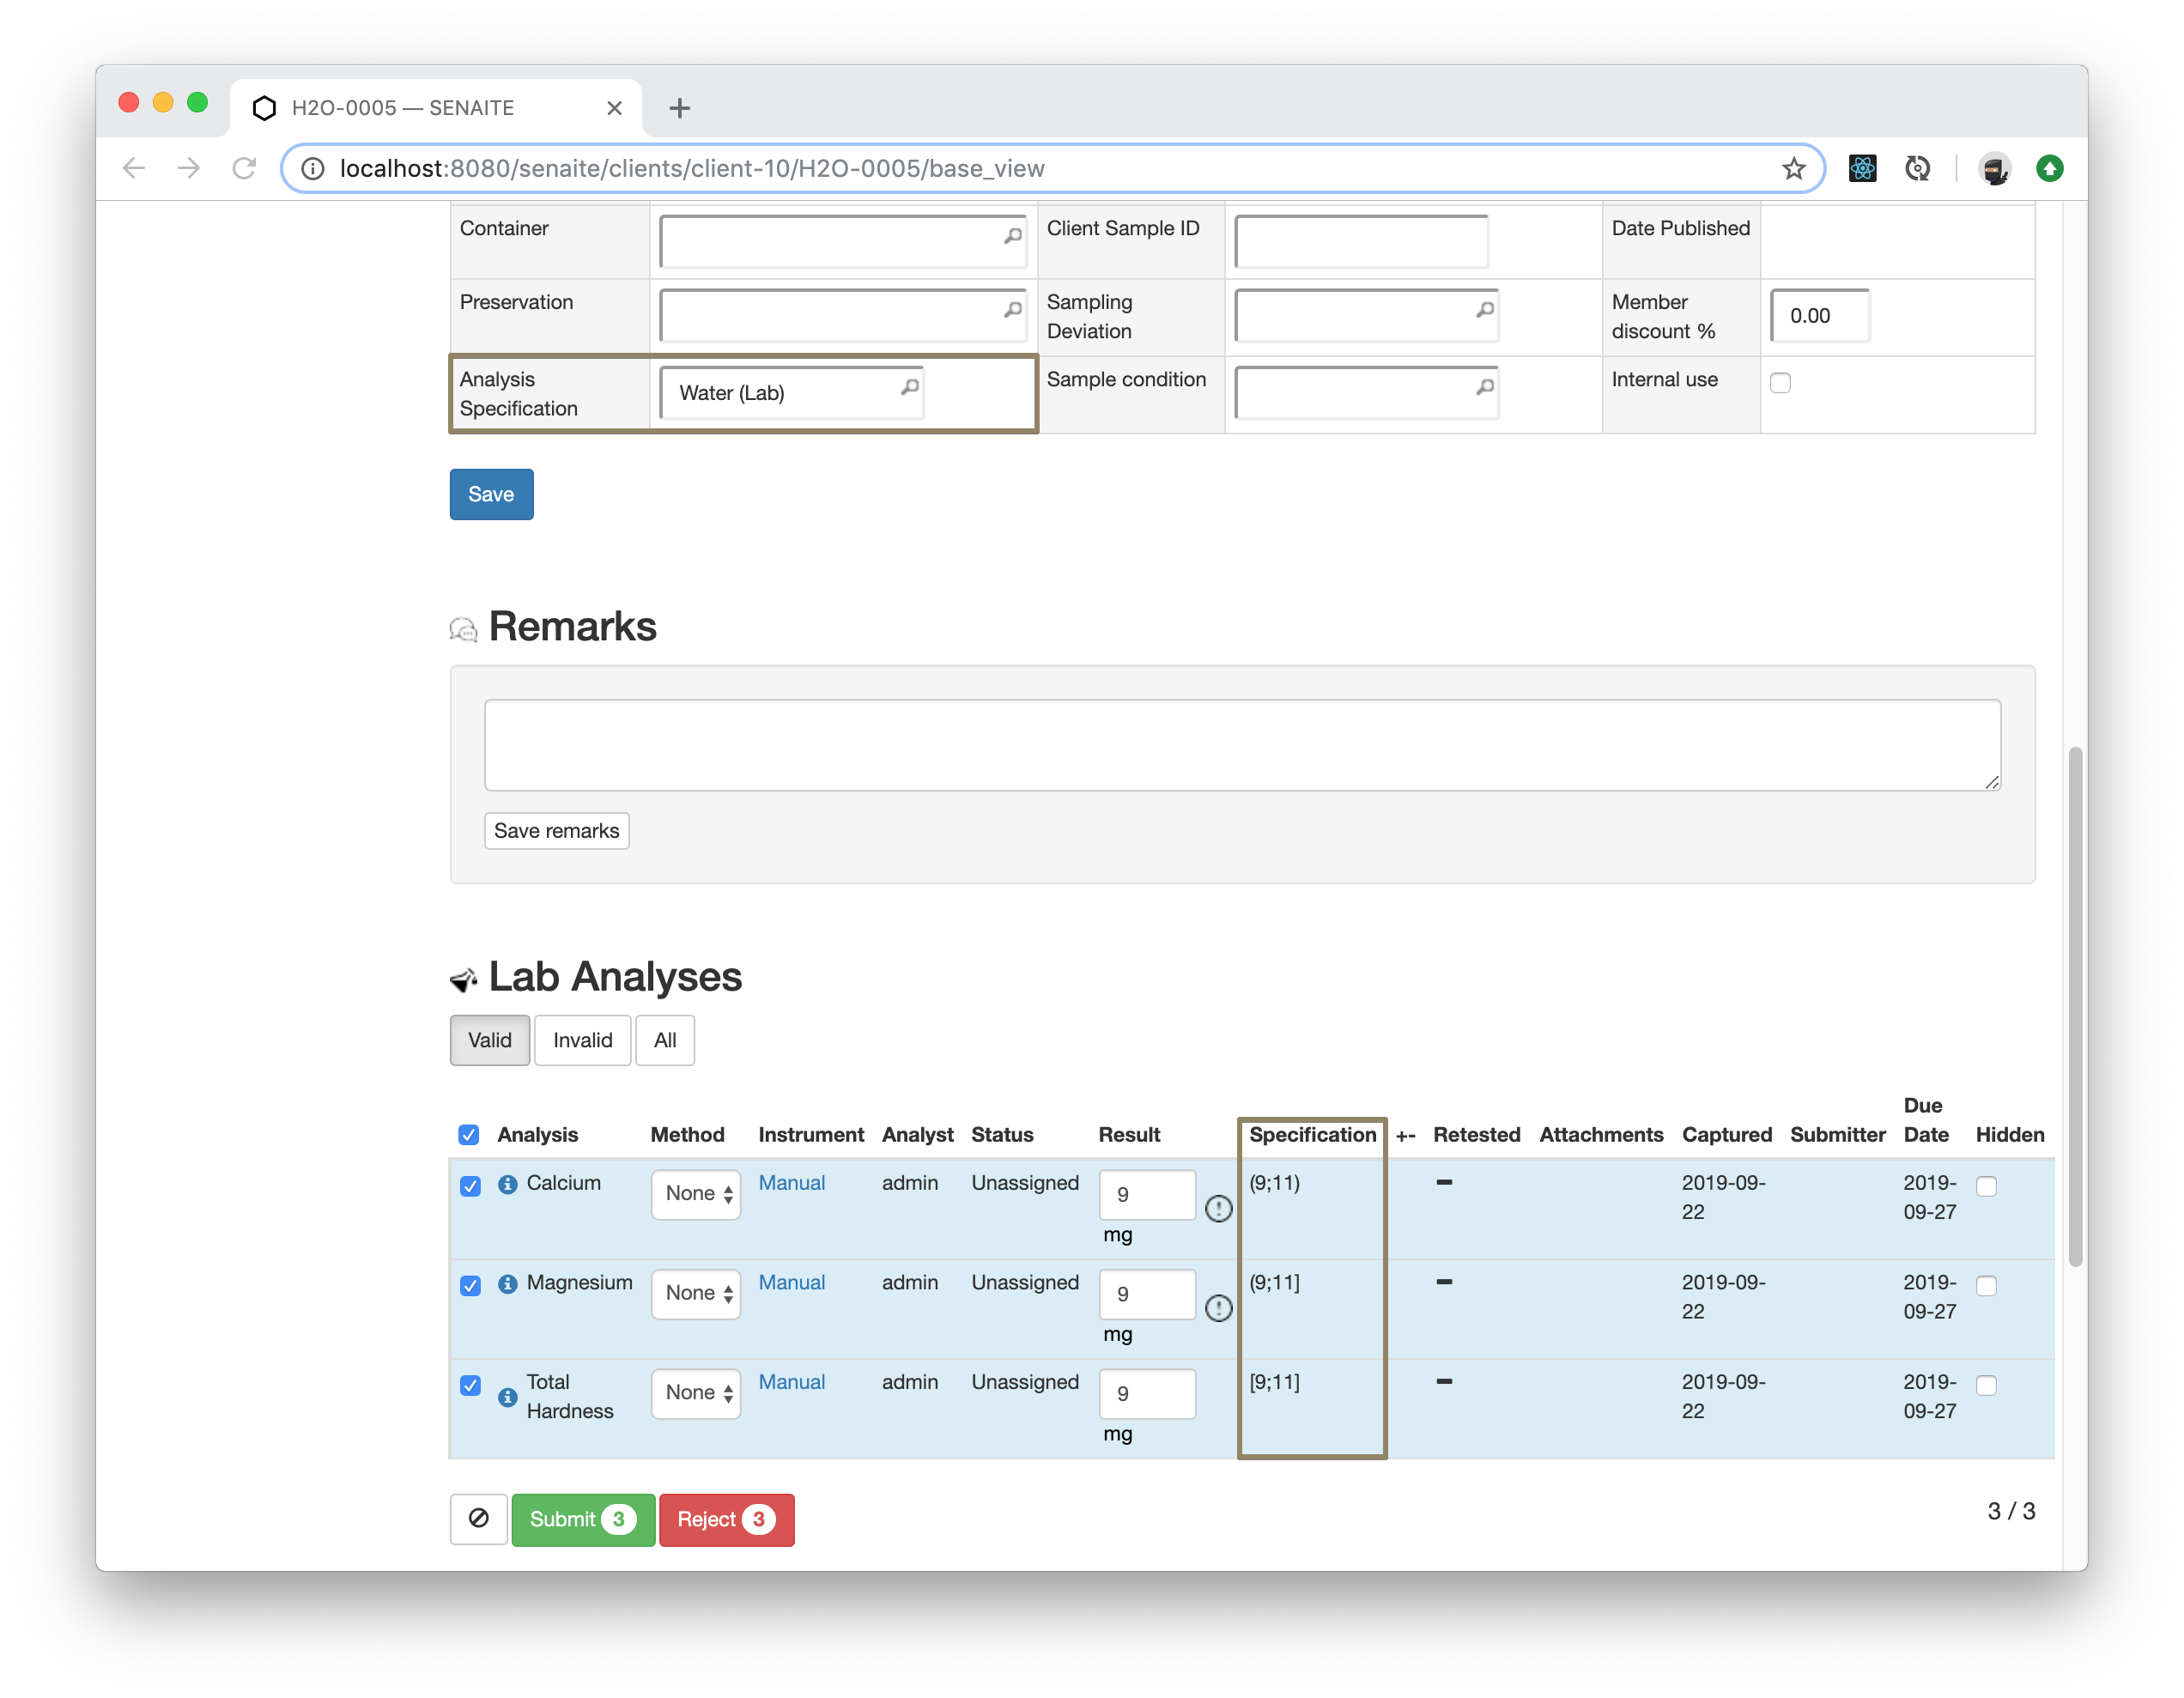 H2O-0005 — SENAITE
localhost:8080/senaite/clients/client-10/H2O-0005/base_view
Container
Client Sample ID
Date Published
Preservation
Sampling
Deviation
Member
discount %
0.00
Analysis
Specification
Water (Lab)
Sample condition
Internal use
Save
Remarks
Save remarks
Lab Analyses
Valid Invalid All
Analysis Method Instrument Analyst Status Result Specification +- Retested Attachments Captured Submitter Due Date Hidden
Calcium None Manual admin Unassigned 9 (9;11) 2019-09- 2019-
mg 22 09-27
Magnesium None Manual admin Unassigned 9 (9;11] 2019-09- 2019-
mg 22 09-27
Total None Manual admin Unassigned 9 [9;11] 2019-09- 2019-
Hardness mg 22 09-27
Submit 3 Reject 3
3 / 3